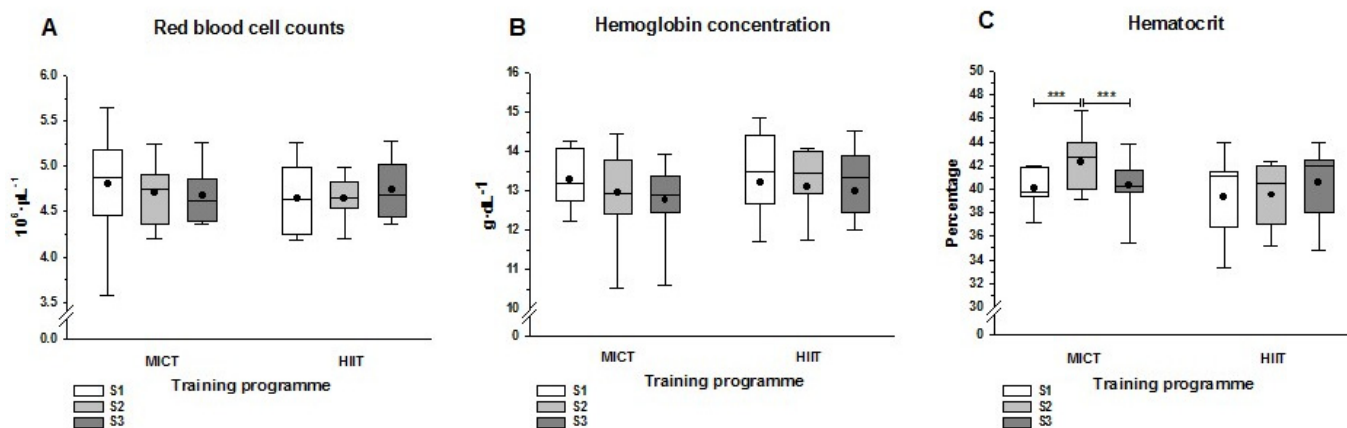 A Red blood cell counts
6.0
5.5
5.0
4.5
4.0
3.5
0.0
10⁶·µL⁻¹
MICT HIIT
Training programme
S1
S2
S3
B Hemoglobin concentration
16
15
14
13
12
11
10
0
g·dL⁻¹
MICT HIIT
Training programme
S1
S2
S3
C Hematocrit
50
48
46
44
42
40
38
36
34
32
30
0
Percentage
*** ***
MICT HIIT
Training programme
S1
S2
S3